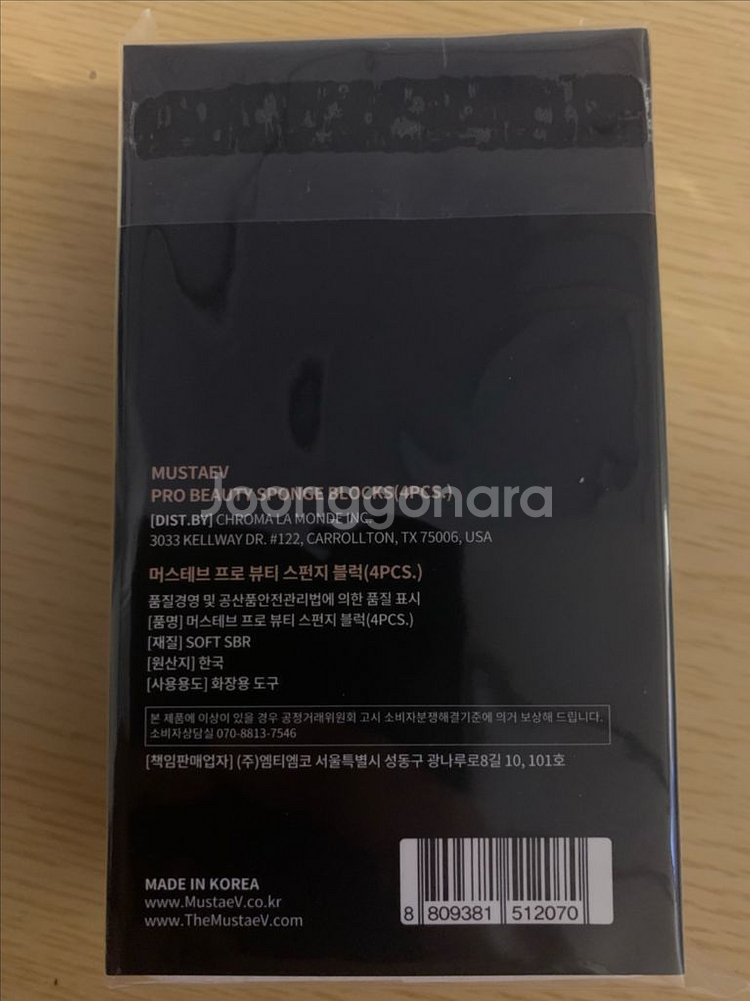 MUSTAEV
PRO BEAUTY SPONGE BLOCKS(4PCS.)
Joonggonara
[DIST.BY] CHROMA LA MONDE INC.
3033 KELLWAY DR. #122, CARROLLTON, TX 75006, USA
머스테브 프로 뷰티 스펀지 블럭(4PCS.)
품질경영 및 공산품안전관리법에 의한 품질 표시
[품명] 머스테브 프로 뷰티 스펀지 블럭(4PCS.)
[재질] SOFT SBR
[원산지] 한국
[사용용도] 화장용 도구
본 제품에 이상이 있을 경우 공정거래위원회 고시 소비자분쟁해결기준에 의거 보상해 드립니다.
소비자상담실 070-8813-7546
[책임판매업자] (주)엠티엠코 서울특별시 성동구 광나루로8길 10, 101호
MADE IN KOREA
www.MustaeV.co.kr
www.TheMustaeV.com
8 809381 512070